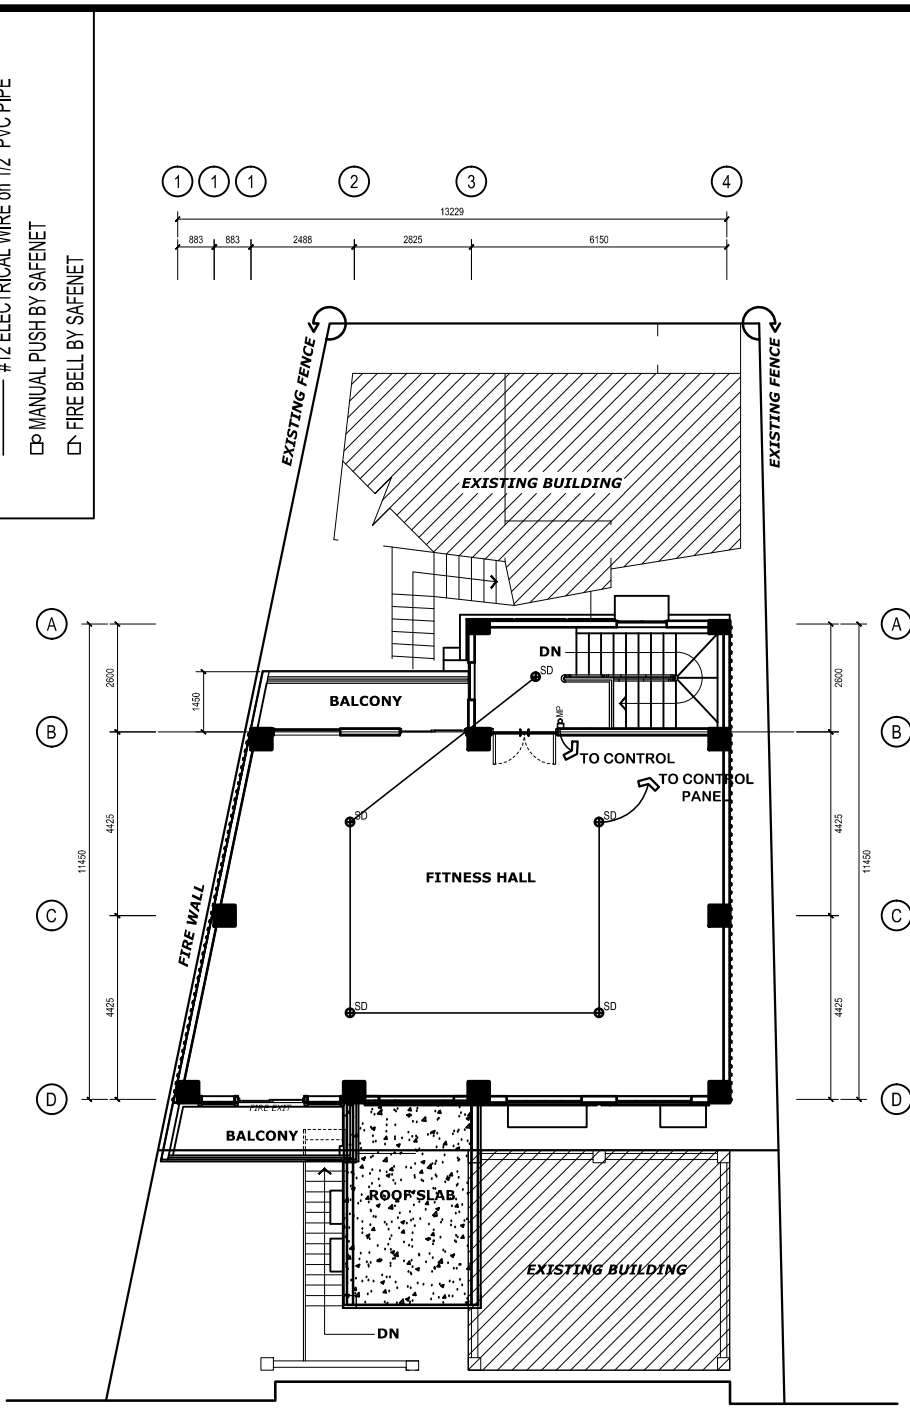 #12 ELECTRICAL WIRE on 1/2" PVC PIPE
MANUAL PUSH BY SAFENET
FIRE BELL BY SAFENET
1 1 1 2 3 4
13229
883 883 2488 2825 6150
EXISTING FENCE
EXISTING FENCE
EXISTING BUILDING
A
A
2600
1450
2600
DN
SD
BALCONY
MP
B
B
TO CONTROL
TO CONTROL
PANEL
SD
SD
4425
11450
4425
11450
FITNESS HALL
FIRE WALL
C
C
4425
4425
SD
SD
D
D
FIRE EXIT
BALCONY
ROOF SLAB
EXISTING BUILDING
DN